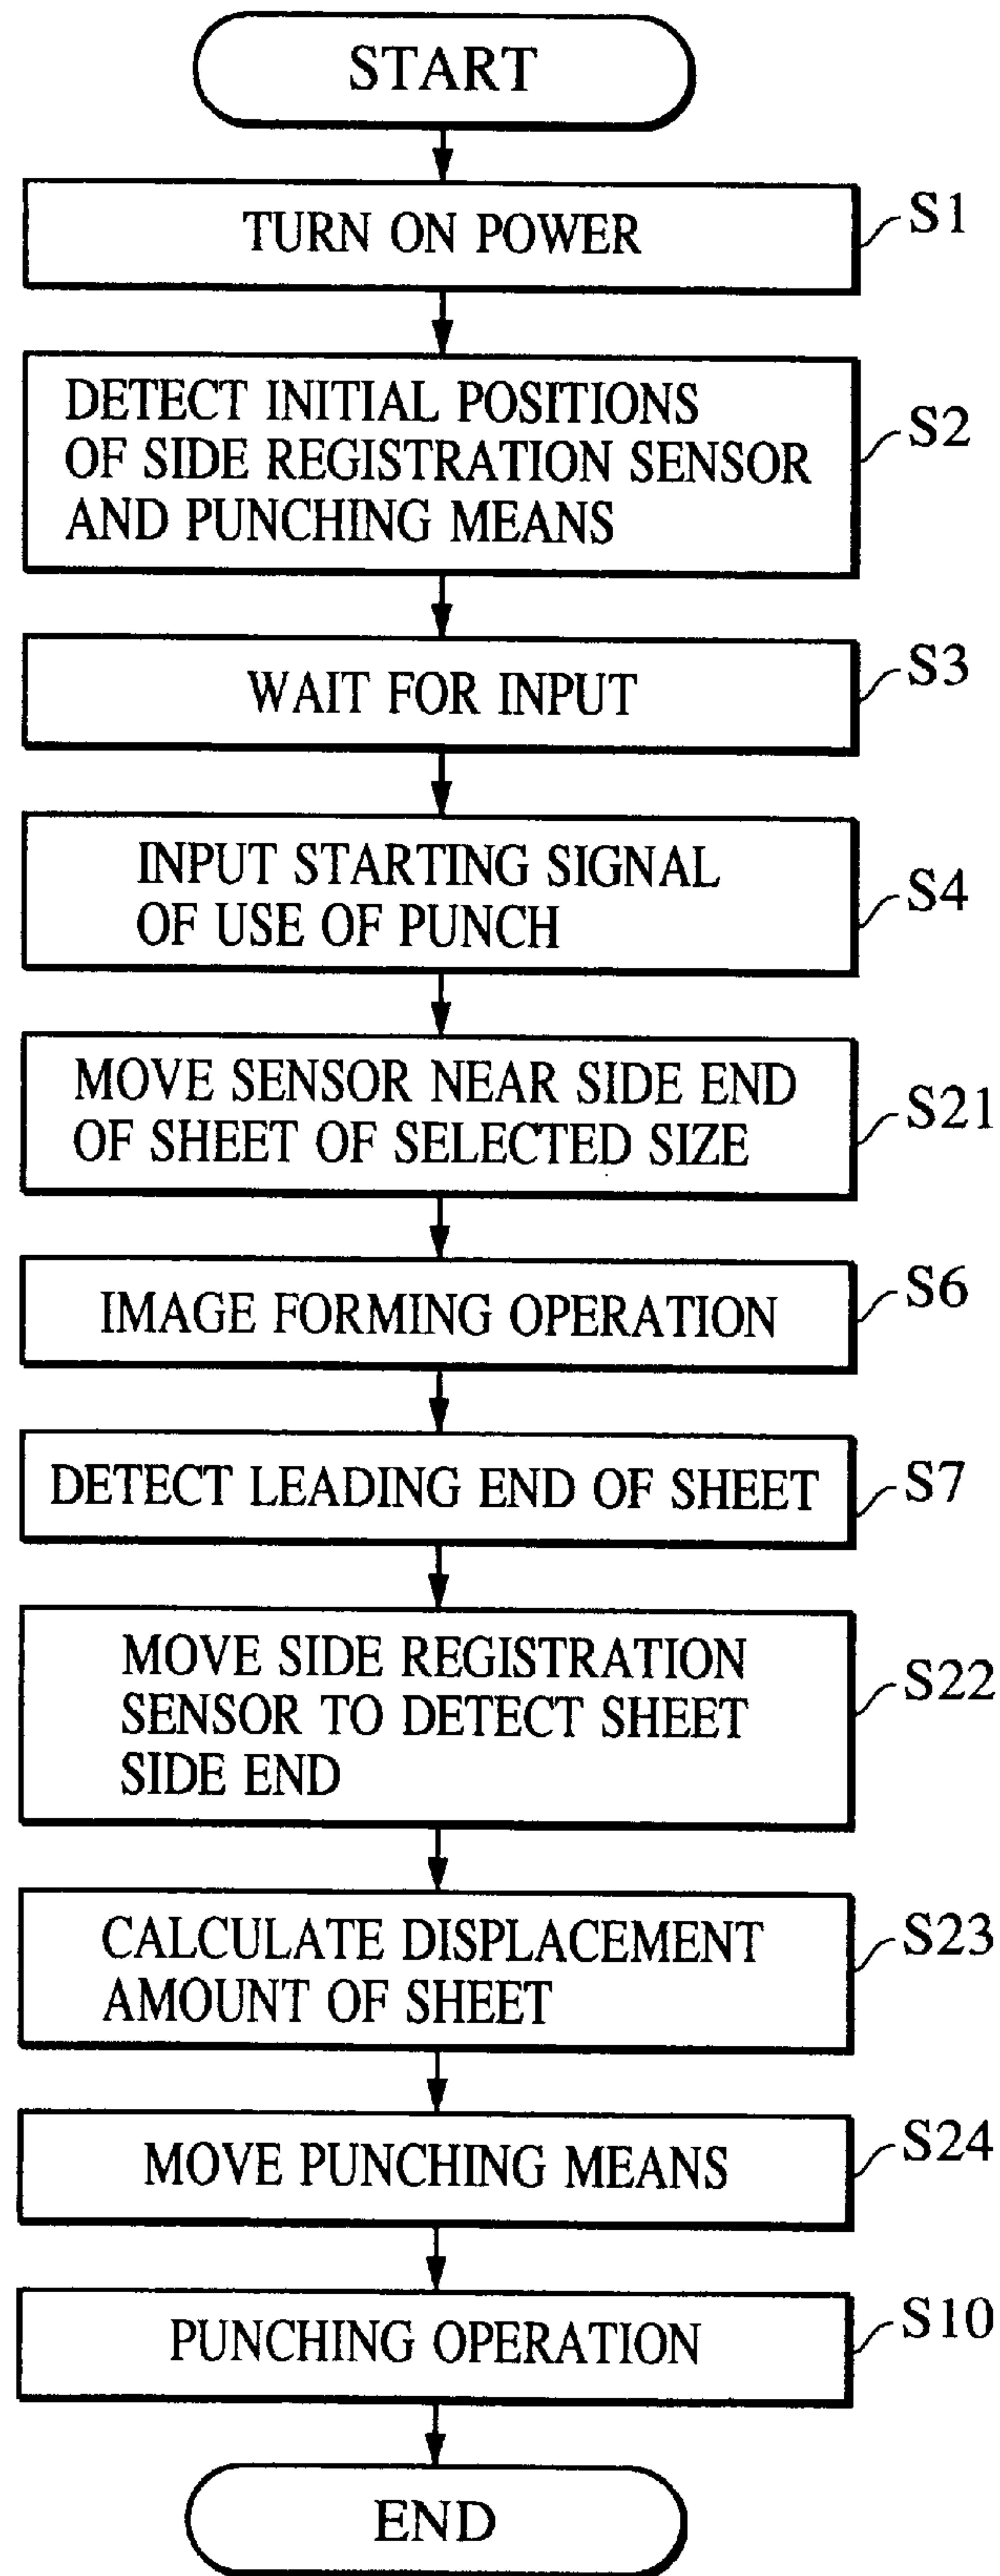 START
TURN ON POWER
S1
DETECT INITIAL POSITIONS
OF SIDE REGISTRATION SENSOR
AND PUNCHING MEANS
S2
WAIT FOR INPUT
S3
INPUT STARTING SIGNAL
OF USE OF PUNCH
S4
MOVE SENSOR NEAR SIDE END
OF SHEET OF SELECTED SIZE
S21
IMAGE FORMING OPERATION
S6
DETECT LEADING END OF SHEET
S7
MOVE SIDE REGISTRATION
SENSOR TO DETECT SHEET
SIDE END
S22
CALCULATE DISPLACEMENT
AMOUNT OF SHEET
S23
MOVE PUNCHING MEANS
S24
PUNCHING OPERATION
S10
END